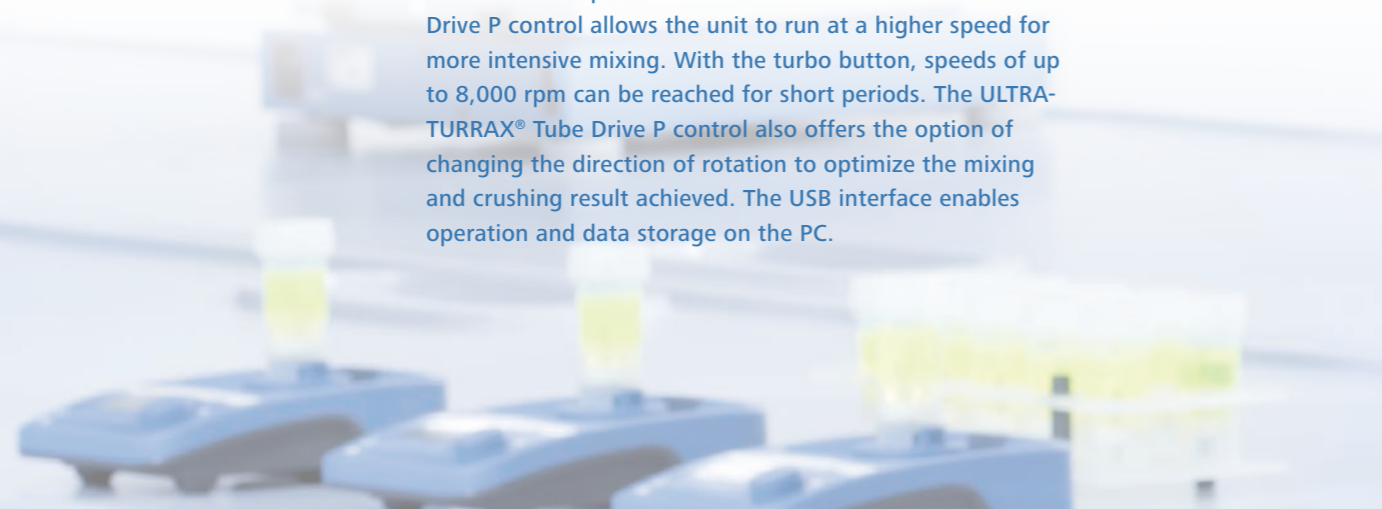 Drive P control allows the unit to run at a higher speed for
more intensive mixing. With the turbo button, speeds of up
to 8,000 rpm can be reached for short periods. The ULTRA-
TURRAX® Tube Drive P control also offers the option of
changing the direction of rotation to optimize the mixing
and crushing result achieved. The USB interface enables
operation and data storage on the PC.